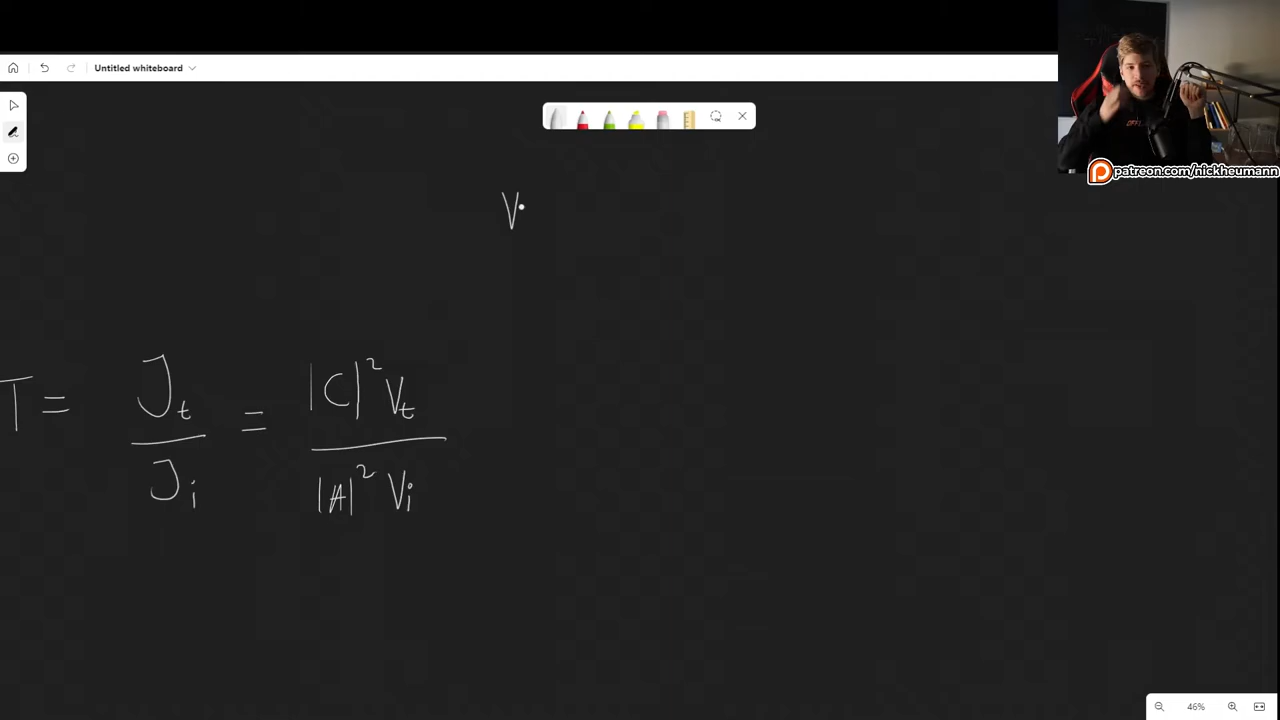 Untitled whiteboard
patreon.com/nickheumann
V
T = J_t / J_i = |C|² V_t / |A|² V_i
46%